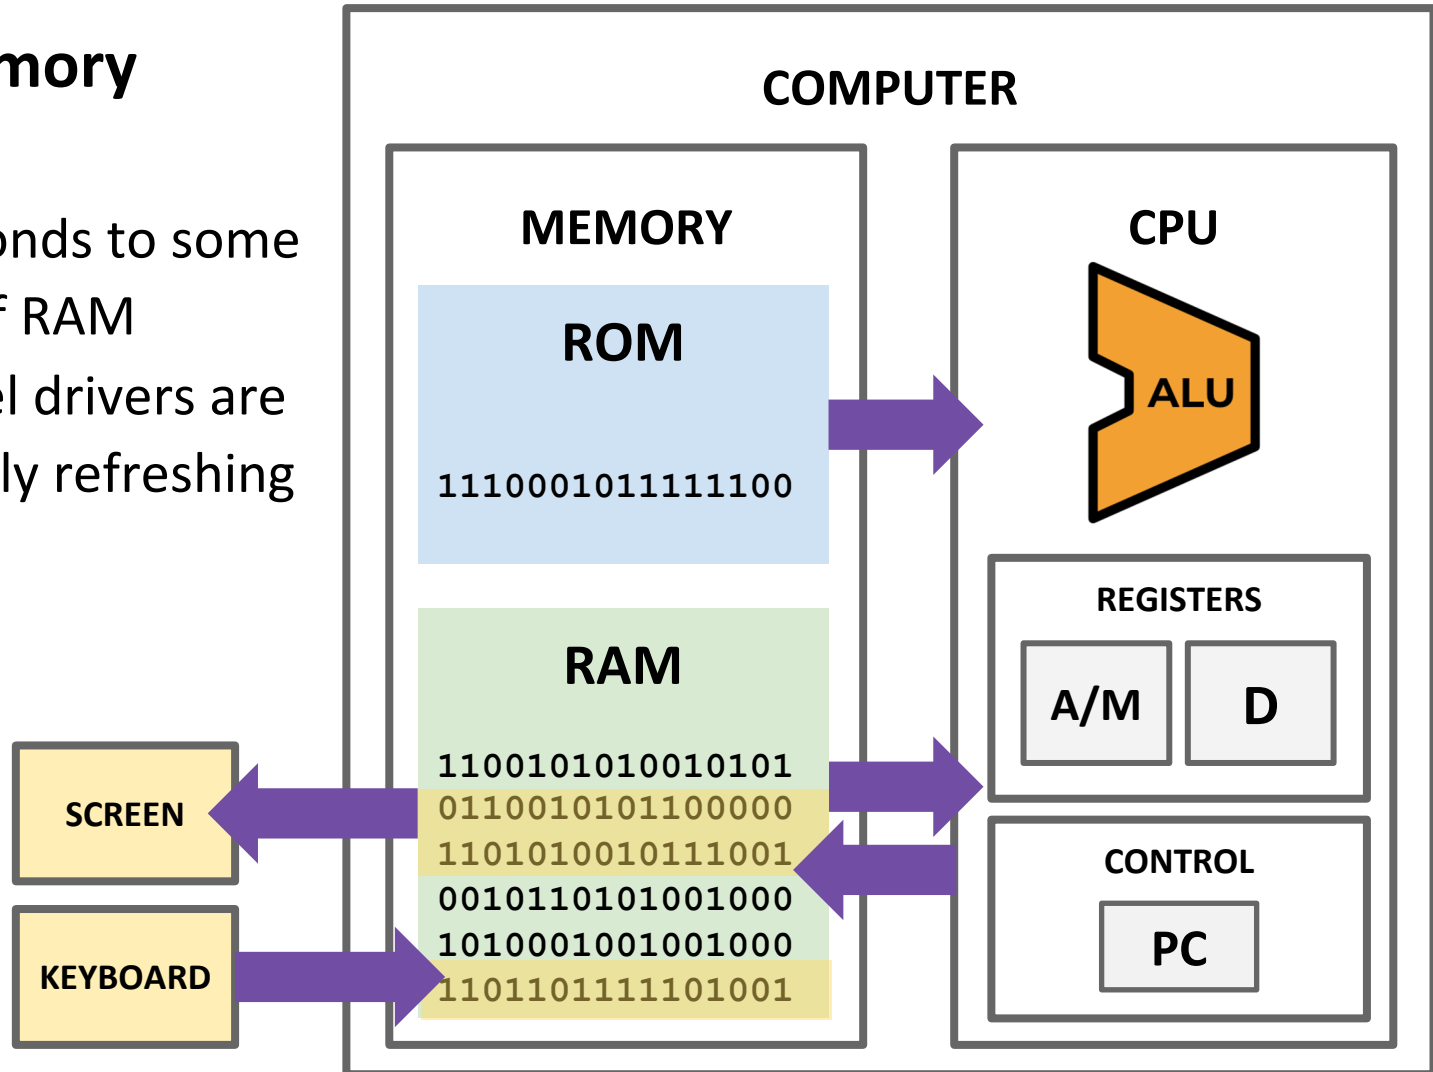 mory
onds to some
f RAM
el drivers are
ly refreshing
COMPUTER
MEMORY
ROM
1110001011111100
RAM
1100101010010101
0110010101100000
1101010010111001
0010110101001000
1010001001001000
1101101111101001
SCREEN
KEYBOARD
CPU
ALU
REGISTERS
A/M
D
CONTROL
PC